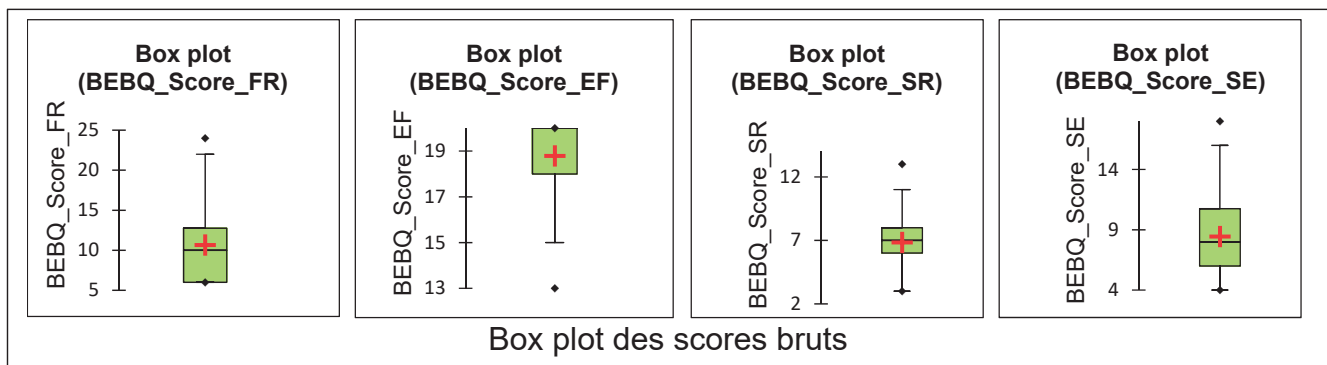 Box plot
(BEBQ_Score_FR)
BEBQ_Score_FR
25
20
15
10
5
Box plot
(BEBQ_Score_EF)
BEBQ_Score_EF
19
17
15
13
Box plot
(BEBQ_Score_SR)
BEBQ_Score_SR
12
7
2
Box plot
(BEBQ_Score_SE)
BEBQ_Score_SE
14
9
4
Box plot des scores bruts